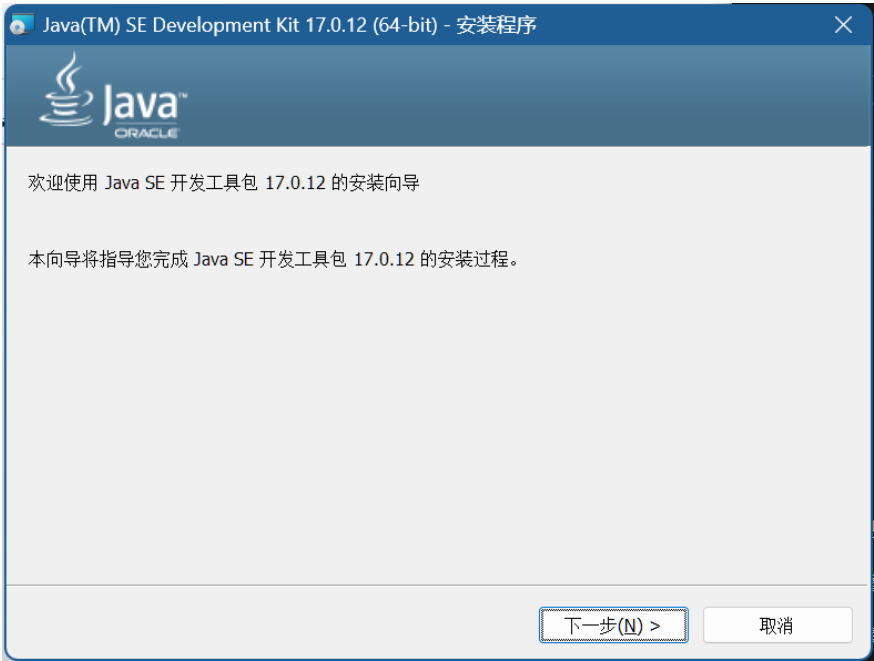 Java(TM) SE Development Kit 17.0.12 (64-bit) - 安装程序
Java™
ORACLE
欢迎使用 Java SE 开发工具包 17.0.12 的安装向导
本向导将指导您完成 Java SE 开发工具包 17.0.12 的安装过程。
下一步(N) >
取消